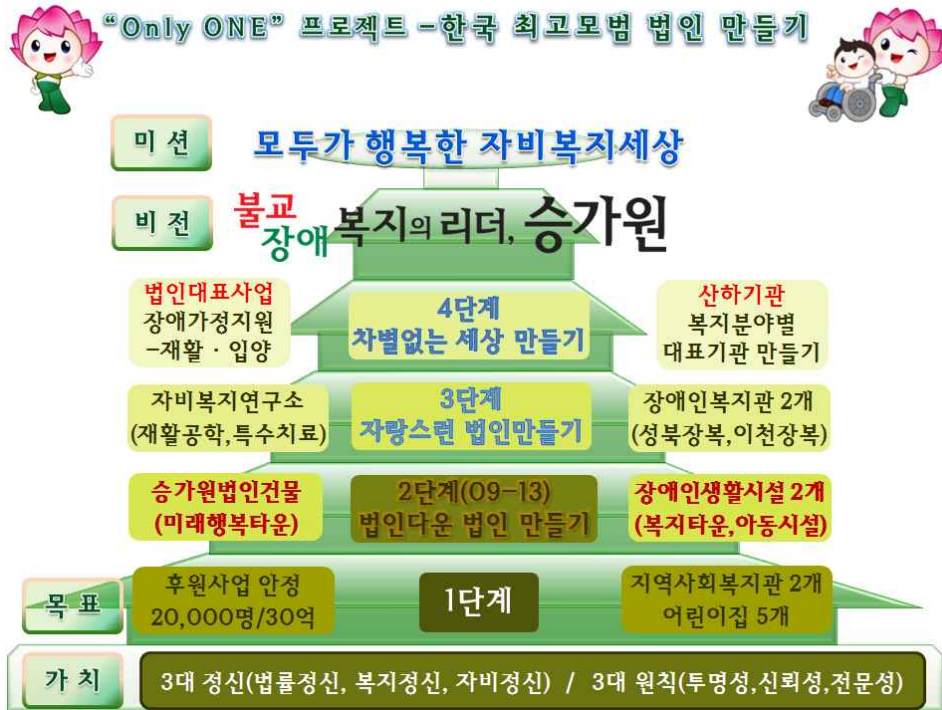 “Only ONE” 프로젝트 -한국 최고모범 법인 만들기
미 션
모두가 행복한 자비복지세상
비 전
불교
장애
복지의 리더, 승가원
법인대표사업
장애가정지원
-재활 · 입양
4단계
차별없는 세상 만들기
산하기관
복지분야별
대표기관 만들기
자비복지연구소
(재활공학,특수치료)
3단계
자랑스런 법인만들기
장애인복지관 2개
(성북장복,이천장복)
승가원법인건물
(미래행복타운)
2단계(09-13)
법인다운 법인 만들기
장애인생활시설 2개
(복지타운,아동시설)
목 표
후원사업 안정
20,000명/30억
1단계
지역사회복지관 2개
어린이집 5개
가 치
3대 정신(법률정신, 복지정신, 자비정신) / 3대 원칙(투명성,신뢰성,전문성)